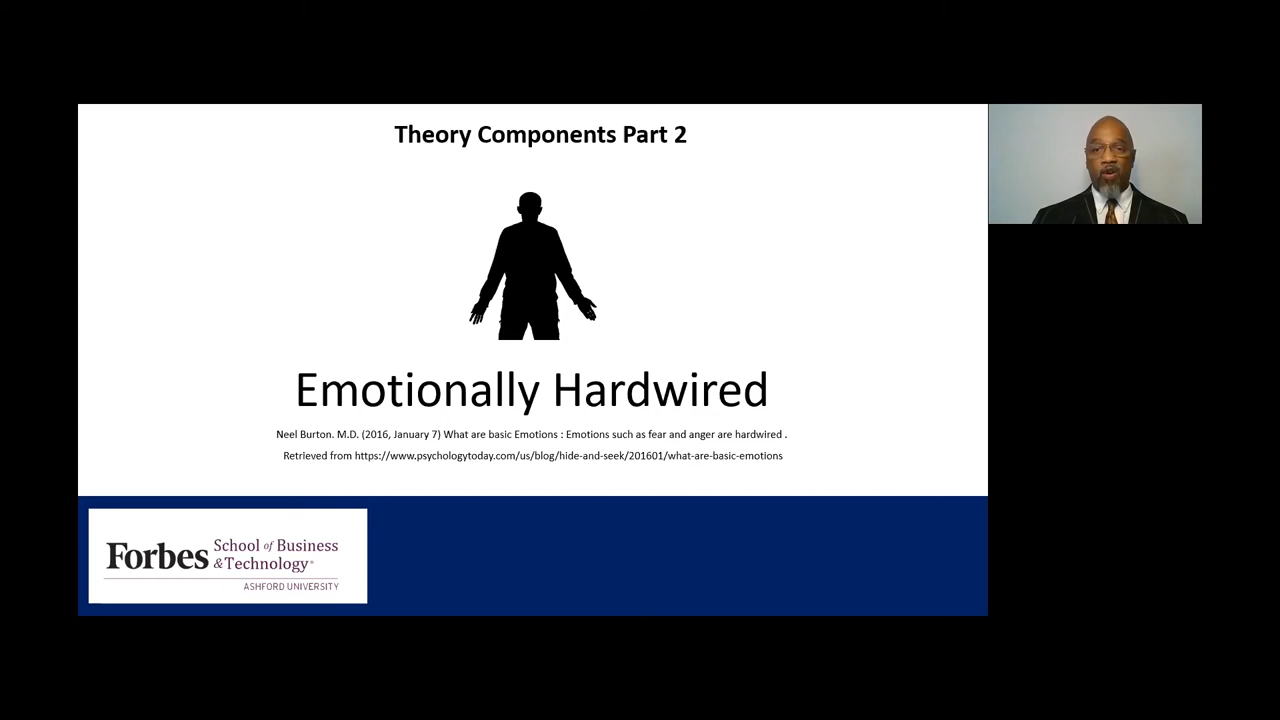 Theory Components Part 2
Emotionally Hardwired
Neel Burton. M.D. (2016, January 7) What are basic Emotions : Emotions such as fear and anger are hardwired .
Retrieved from https://www.psychologytoday.com/us/blog/hide-and-seek/201601/what-are-basic-emotions
Forbes School of Business
& Technology®
ASHFORD UNIVERSITY